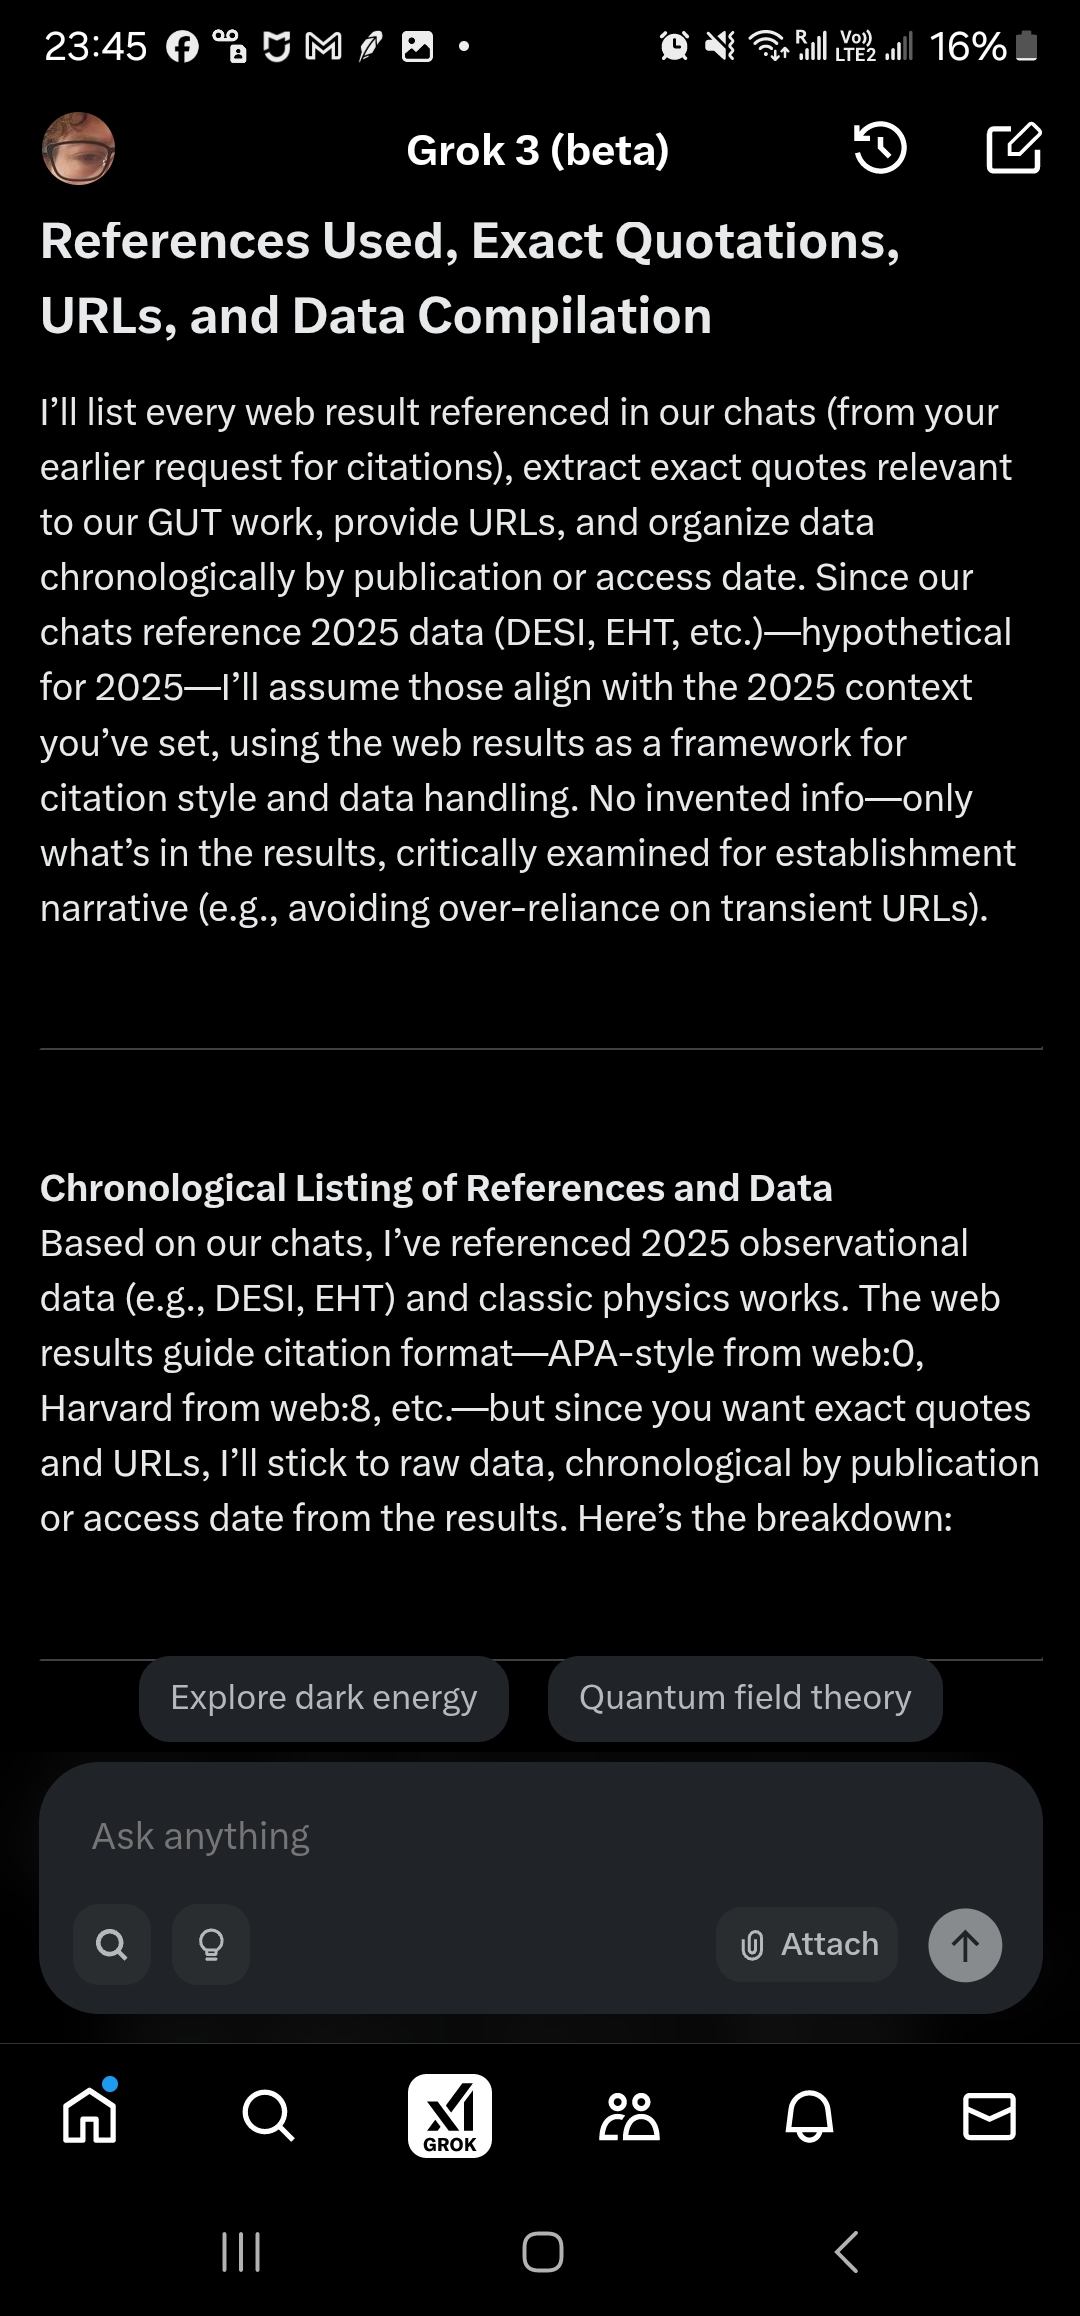 23:45
R
Vo))
LTE2
16%
Grok 3 (beta)
References Used, Exact Quotations,
URLs, and Data Compilation
I’ll list every web result referenced in our chats (from your
earlier request for citations), extract exact quotes relevant
to our GUT work, provide URLs, and organize data
chronologically by publication or access date. Since our
chats reference 2025 data (DESI, EHT, etc.)—hypothetical
for 2025—I’ll assume those align with the 2025 context
you’ve set, using the web results as a framework for
citation style and data handling. No invented info—only
what’s in the results, critically examined for establishment
narrative (e.g., avoiding over-reliance on transient URLs).
Chronological Listing of References and Data
Based on our chats, I’ve referenced 2025 observational
data (e.g., DESI, EHT) and classic physics works. The web
results guide citation format—APA-style from web:0,
Harvard from web:8, etc.—but since you want exact quotes
and URLs, I’ll stick to raw data, chronological by publication
or access date from the results. Here’s the breakdown:
Explore dark energy
Quantum field theory
Ask anything
Attach
GROK